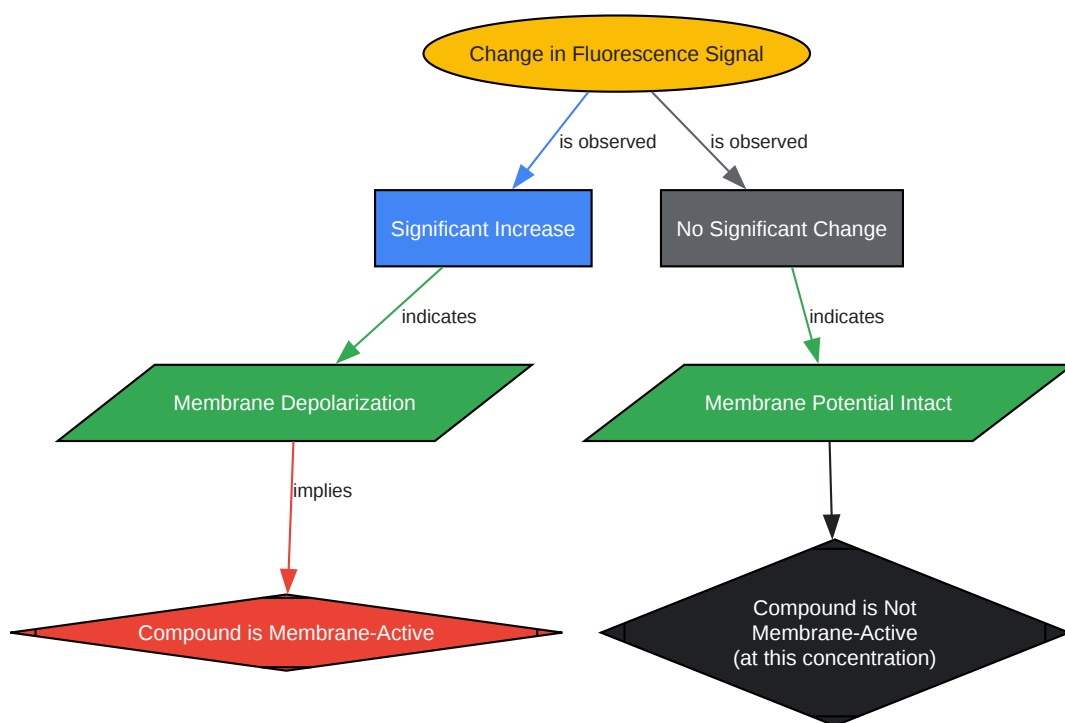 Change in Fluorescence Signal
is observed
is observed
Significant Increase
No Significant Change
indicates
indicates
Membrane Depolarization
Membrane Potential Intact
implies
Compound is Membrane-Active
Compound is Not
Membrane-Active
(at this concentration)